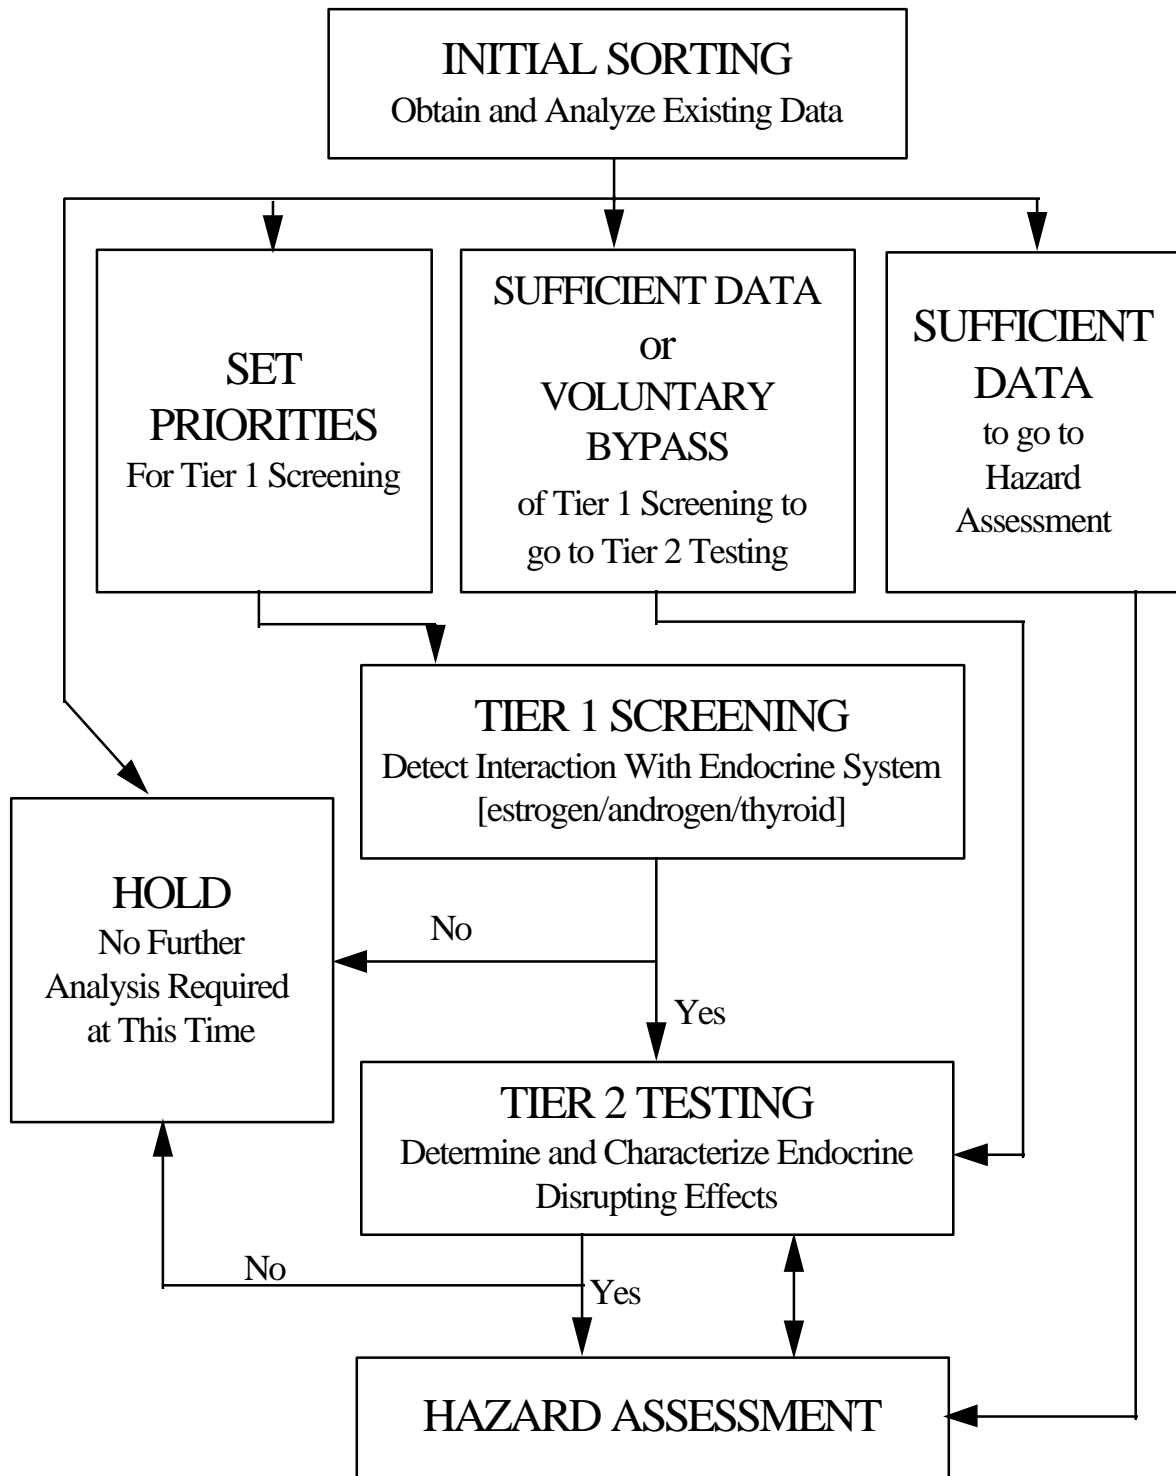 INITIAL SORTING
Obtain and Analyze Existing Data
SET
PRIORITIES
For Tier 1 Screening
SUFFICIENT DATA
or
VOLUNTARY
BYPASS
of Tier 1 Screening to
go to Tier 2 Testing
SUFFICIENT
DATA
to go to
Hazard
Assessment
TIER 1 SCREENING
Detect Interaction With Endocrine System
[estrogen/androgen/thyroid]
HOLD
No Further
Analysis Required
at This Time
No
Yes
TIER 2 TESTING
Determine and Characterize Endocrine
Disrupting Effects
No
Yes
HAZARD ASSESSMENT